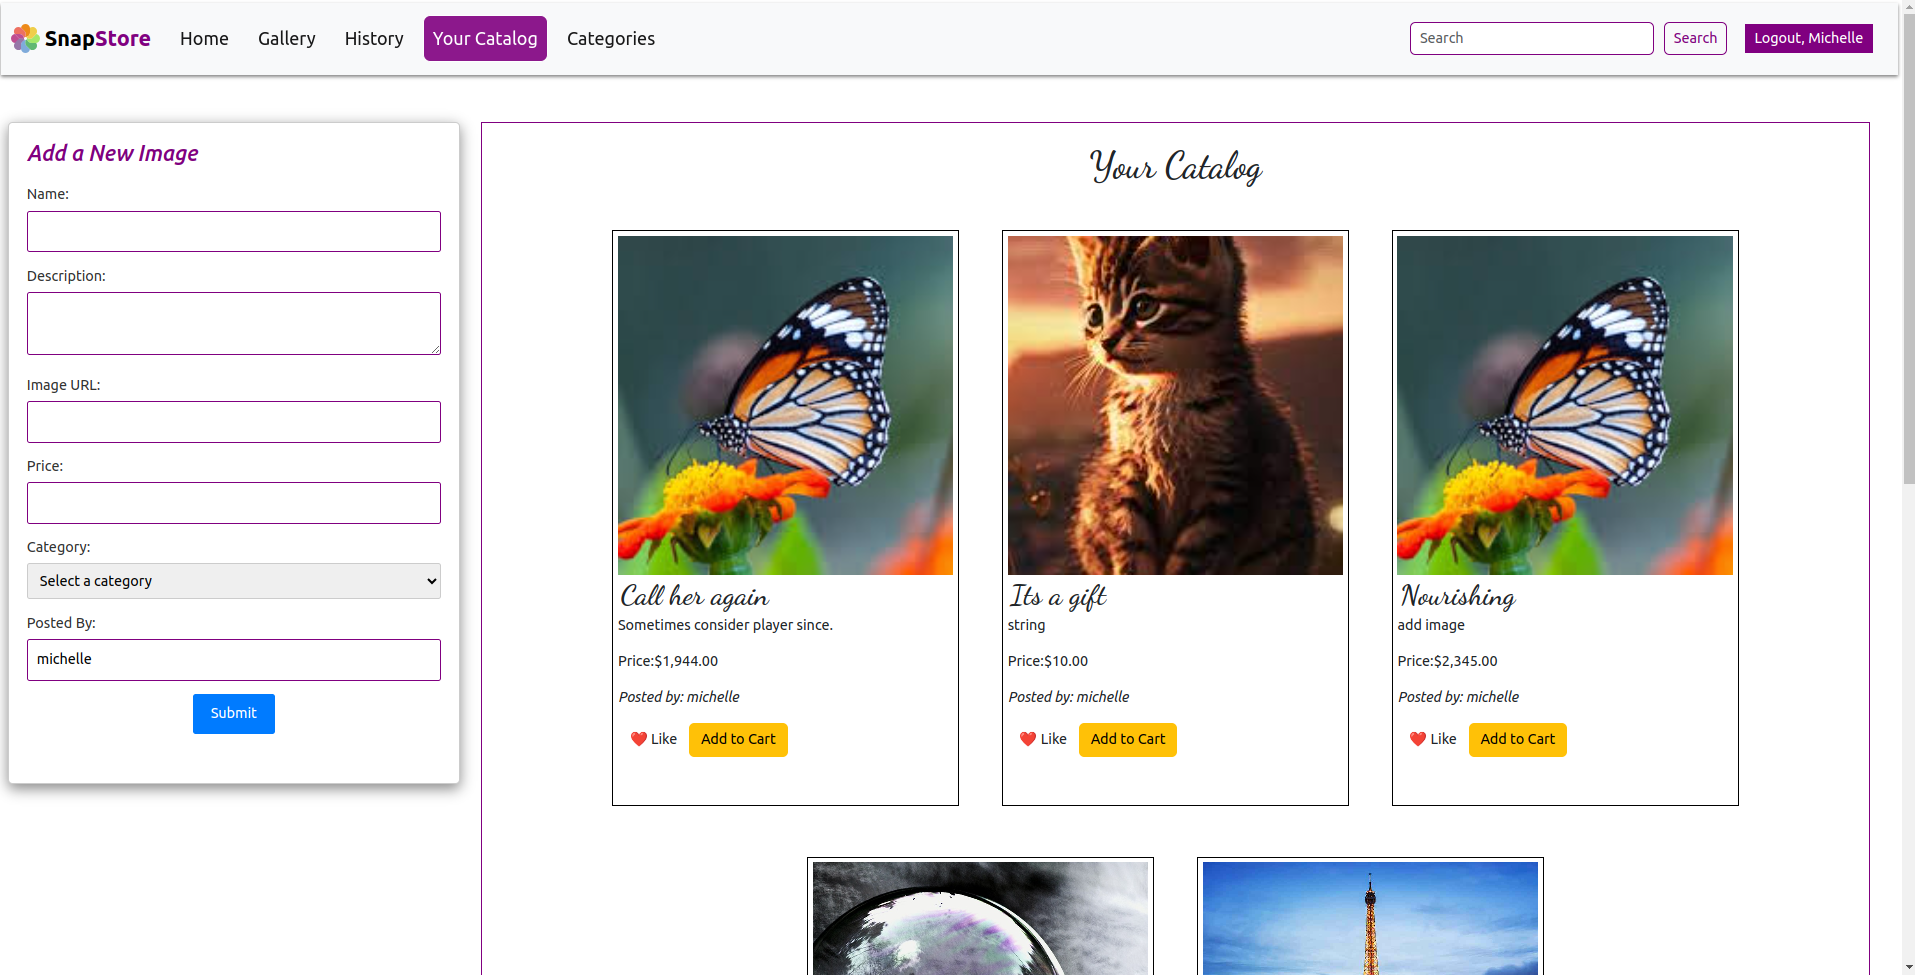 SnapStore Home Gallery History Your Catalog Categories Search Search Logout, Michelle
Add a New Image
Name:
Description:
Image URL:
Price:
Category:
Select a category
Posted By:
michelle
Submit
Your Catalog
Call her again
Sometimes consider player since.
Price:$1,944.00
Posted by: michelle
❤️ Like Add to Cart
Its a gift
string
Price:$10.00
Posted by: michelle
❤️ Like Add to Cart
Nourishing
add image
Price:$2,345.00
Posted by: michelle
❤️ Like Add to Cart